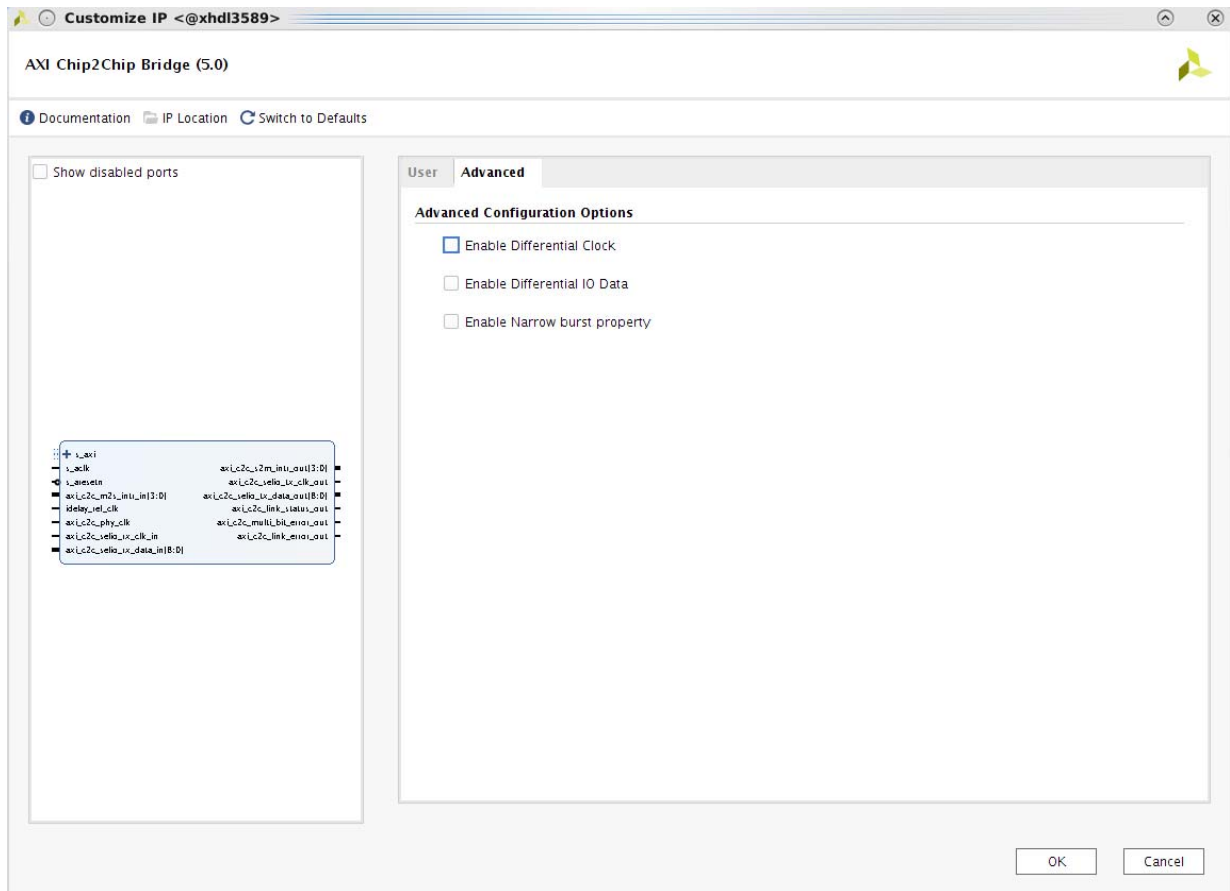 Customize IP <@xhdl3589>
AXI Chip2Chip Bridge (5.0)
Documentation IP Location Switch to Defaults
Show disabled ports
s_axi
s_aclk
s_aresetn
axi_c2c_m2s_intr_in[3:0]
idelay_ref_clk
axi_c2c_phy_clk
axi_c2c_selio_rx_clk_in
axi_c2c_selio_rx_data_in[8:0]
axi_c2c_s2m_intr_out[3:0]
axi_c2c_selio_tx_clk_out
axi_c2c_selio_tx_data_out[8:0]
axi_c2c_link_status_out
axi_c2c_multi_bit_error_out
axi_c2c_link_error_out
User Advanced
Advanced Configuration Options
Enable Differential Clock
Enable Differential IO Data
Enable Narrow burst property
OK Cancel